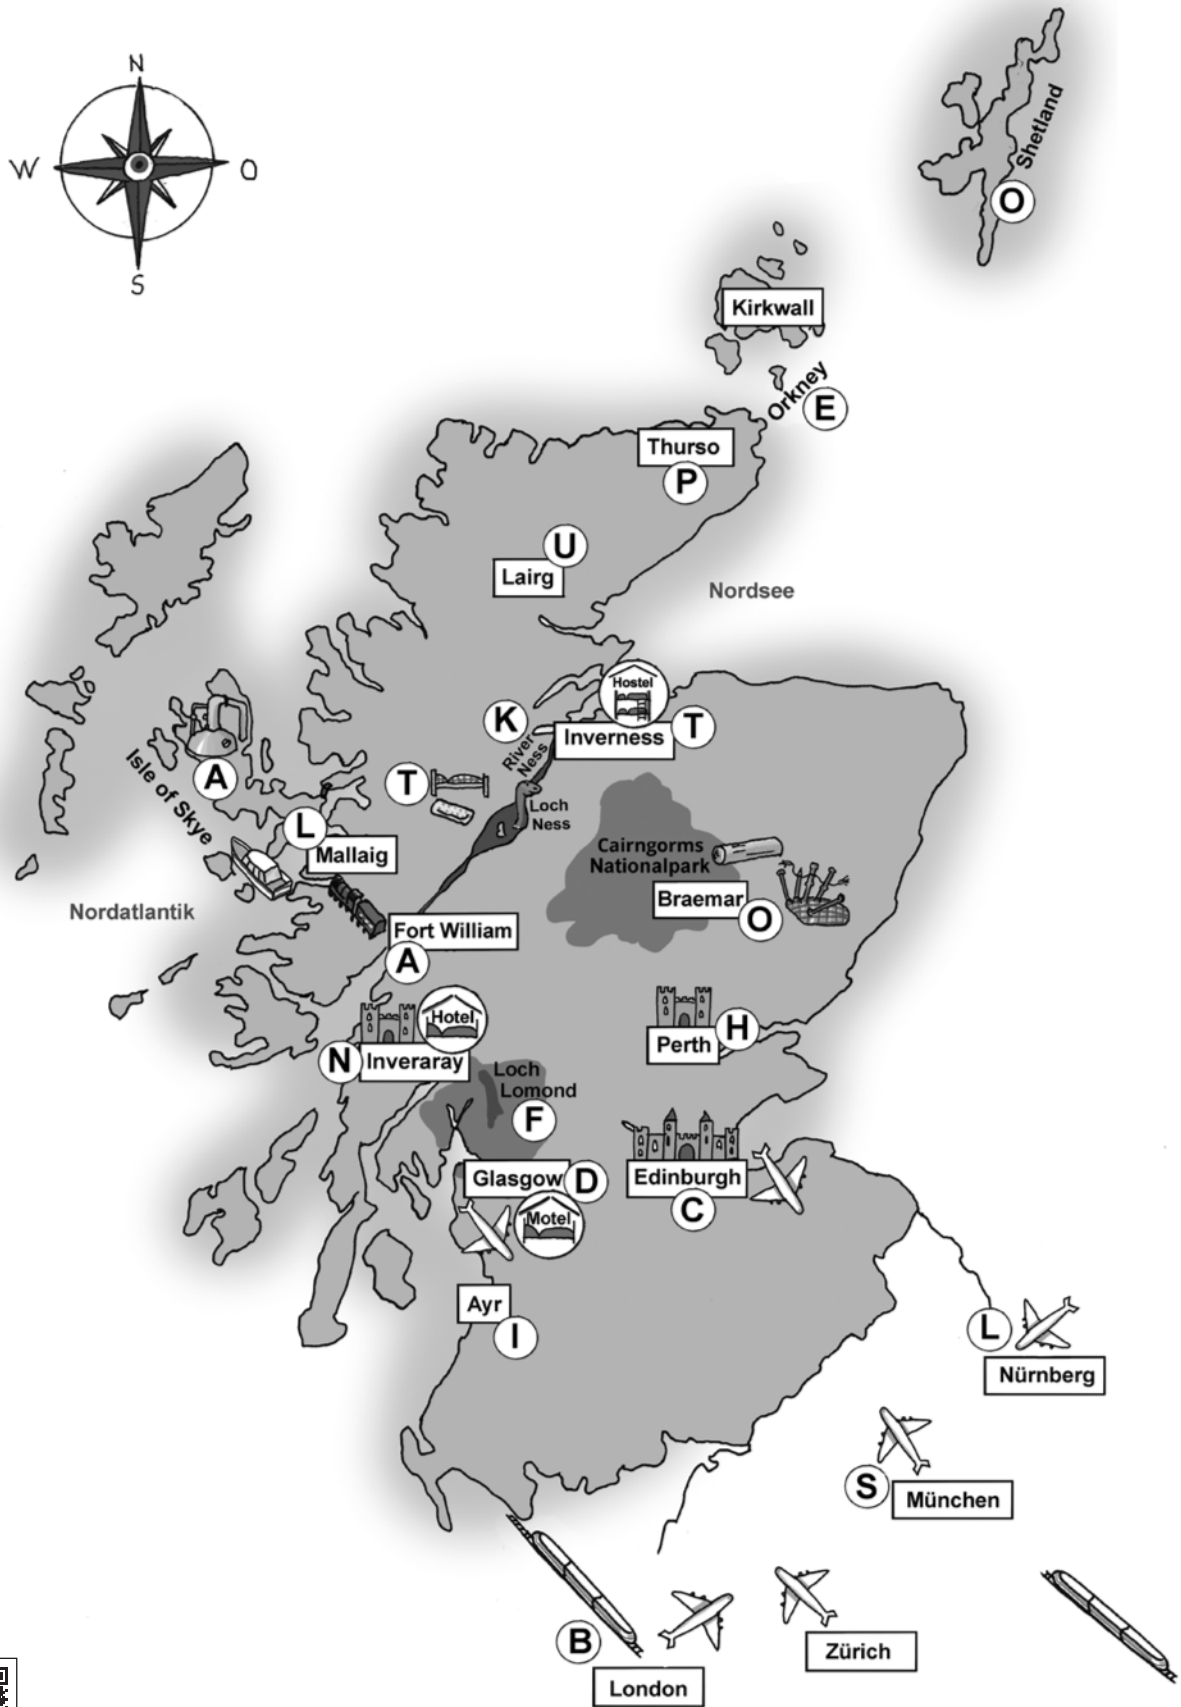 N
W
O
S
Shetland
O
Kirkwall
Orkney
E
Thurso
P
U
Lairg
Nordsee
Hostel
K
T
Inverness
River
Ness
Isle of Skye
A
T
Loch
Ness
L
Mallaig
Cairngorms
Nationalpark
Braemar
O
Nordatlantik
Fort William
A
Hotel
N
Inveraray
H
Perth
Loch
Lomond
F
Glasgow
D
Edinburgh
C
Motel
Ayr
I
L
Nürnberg
S
München
B
London
Zürich